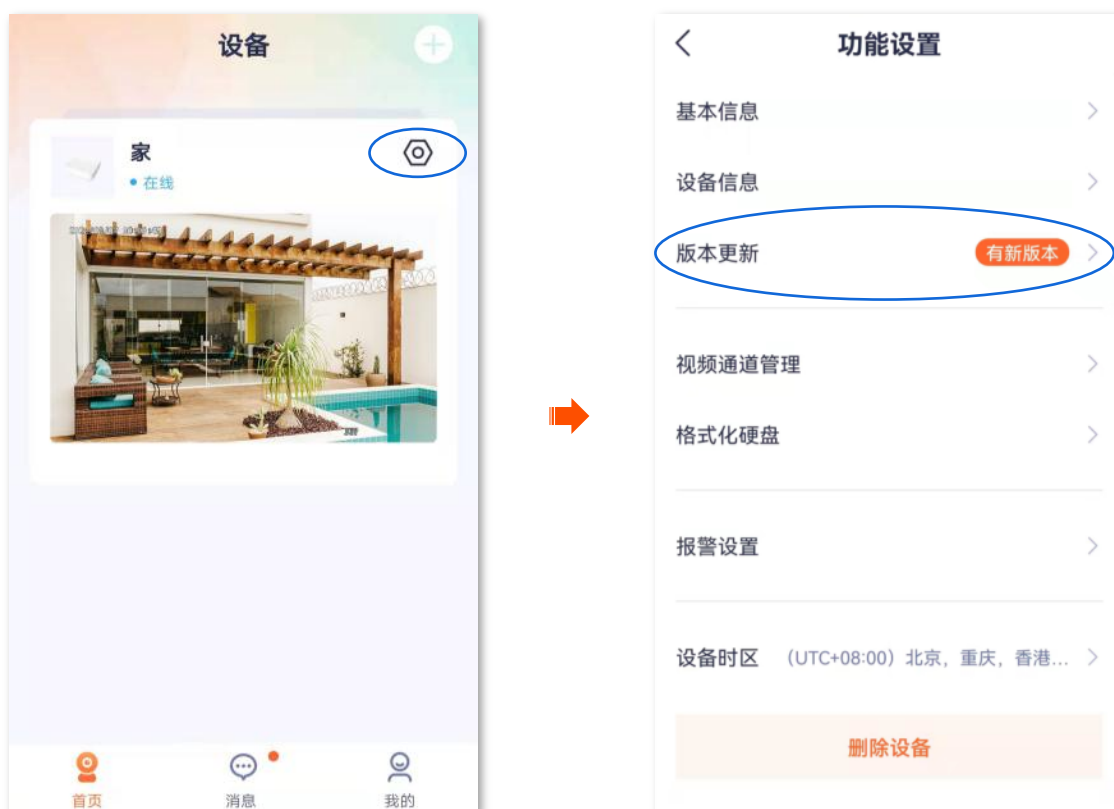 设备
家
在线
首页
消息
我的
功能设置
基本信息
设备信息
版本更新 有新版本
视频通道管理
格式化硬盘
报警设置
设备时区 （UTC+08:00）北京，重庆，香港...
删除设备